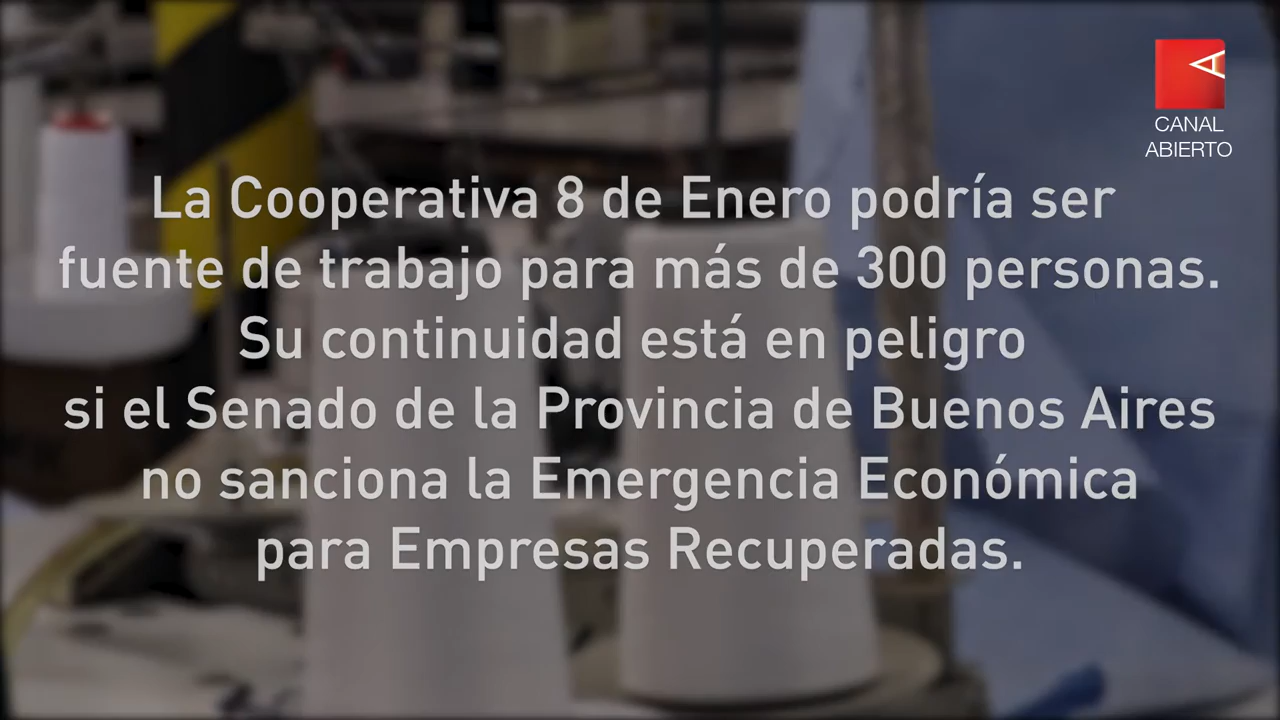 CANAL
ABIERTO
La Cooperativa 8 de Enero podría ser
fuente de trabajo para más de 300 personas.
Su continuidad está en peligro
si el Senado de la Provincia de Buenos Aires
no sanciona la Emergencia Económica
para Empresas Recuperadas.